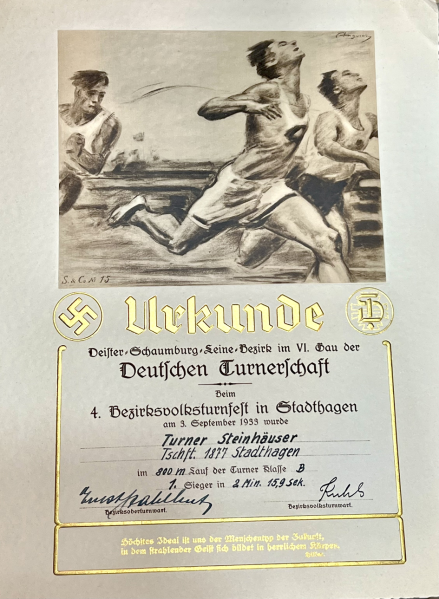 S & C. N 15
Urkunde
Deister-Schaumburg-Leine-Bezirk im VI. Gau der
Deutschen Turnerschaft
Beim
4. Bezirksvolksturnfest in Stadthagen
am 3. September 1933 wurde
Turner Steinhäuser
Tschft. 1877 Stadthagen
im 800 m Lauf der Turner Klasse B
1. Sieger in 2 Min. 15,9 sek.
Bezirksoberturnwart.
Bezirksvolksturnwart.
Höchstes Ideal ist uns der Menschentyp der Zukunft,
in dem strahlender Geist sich bildet in herrlichem Körper.